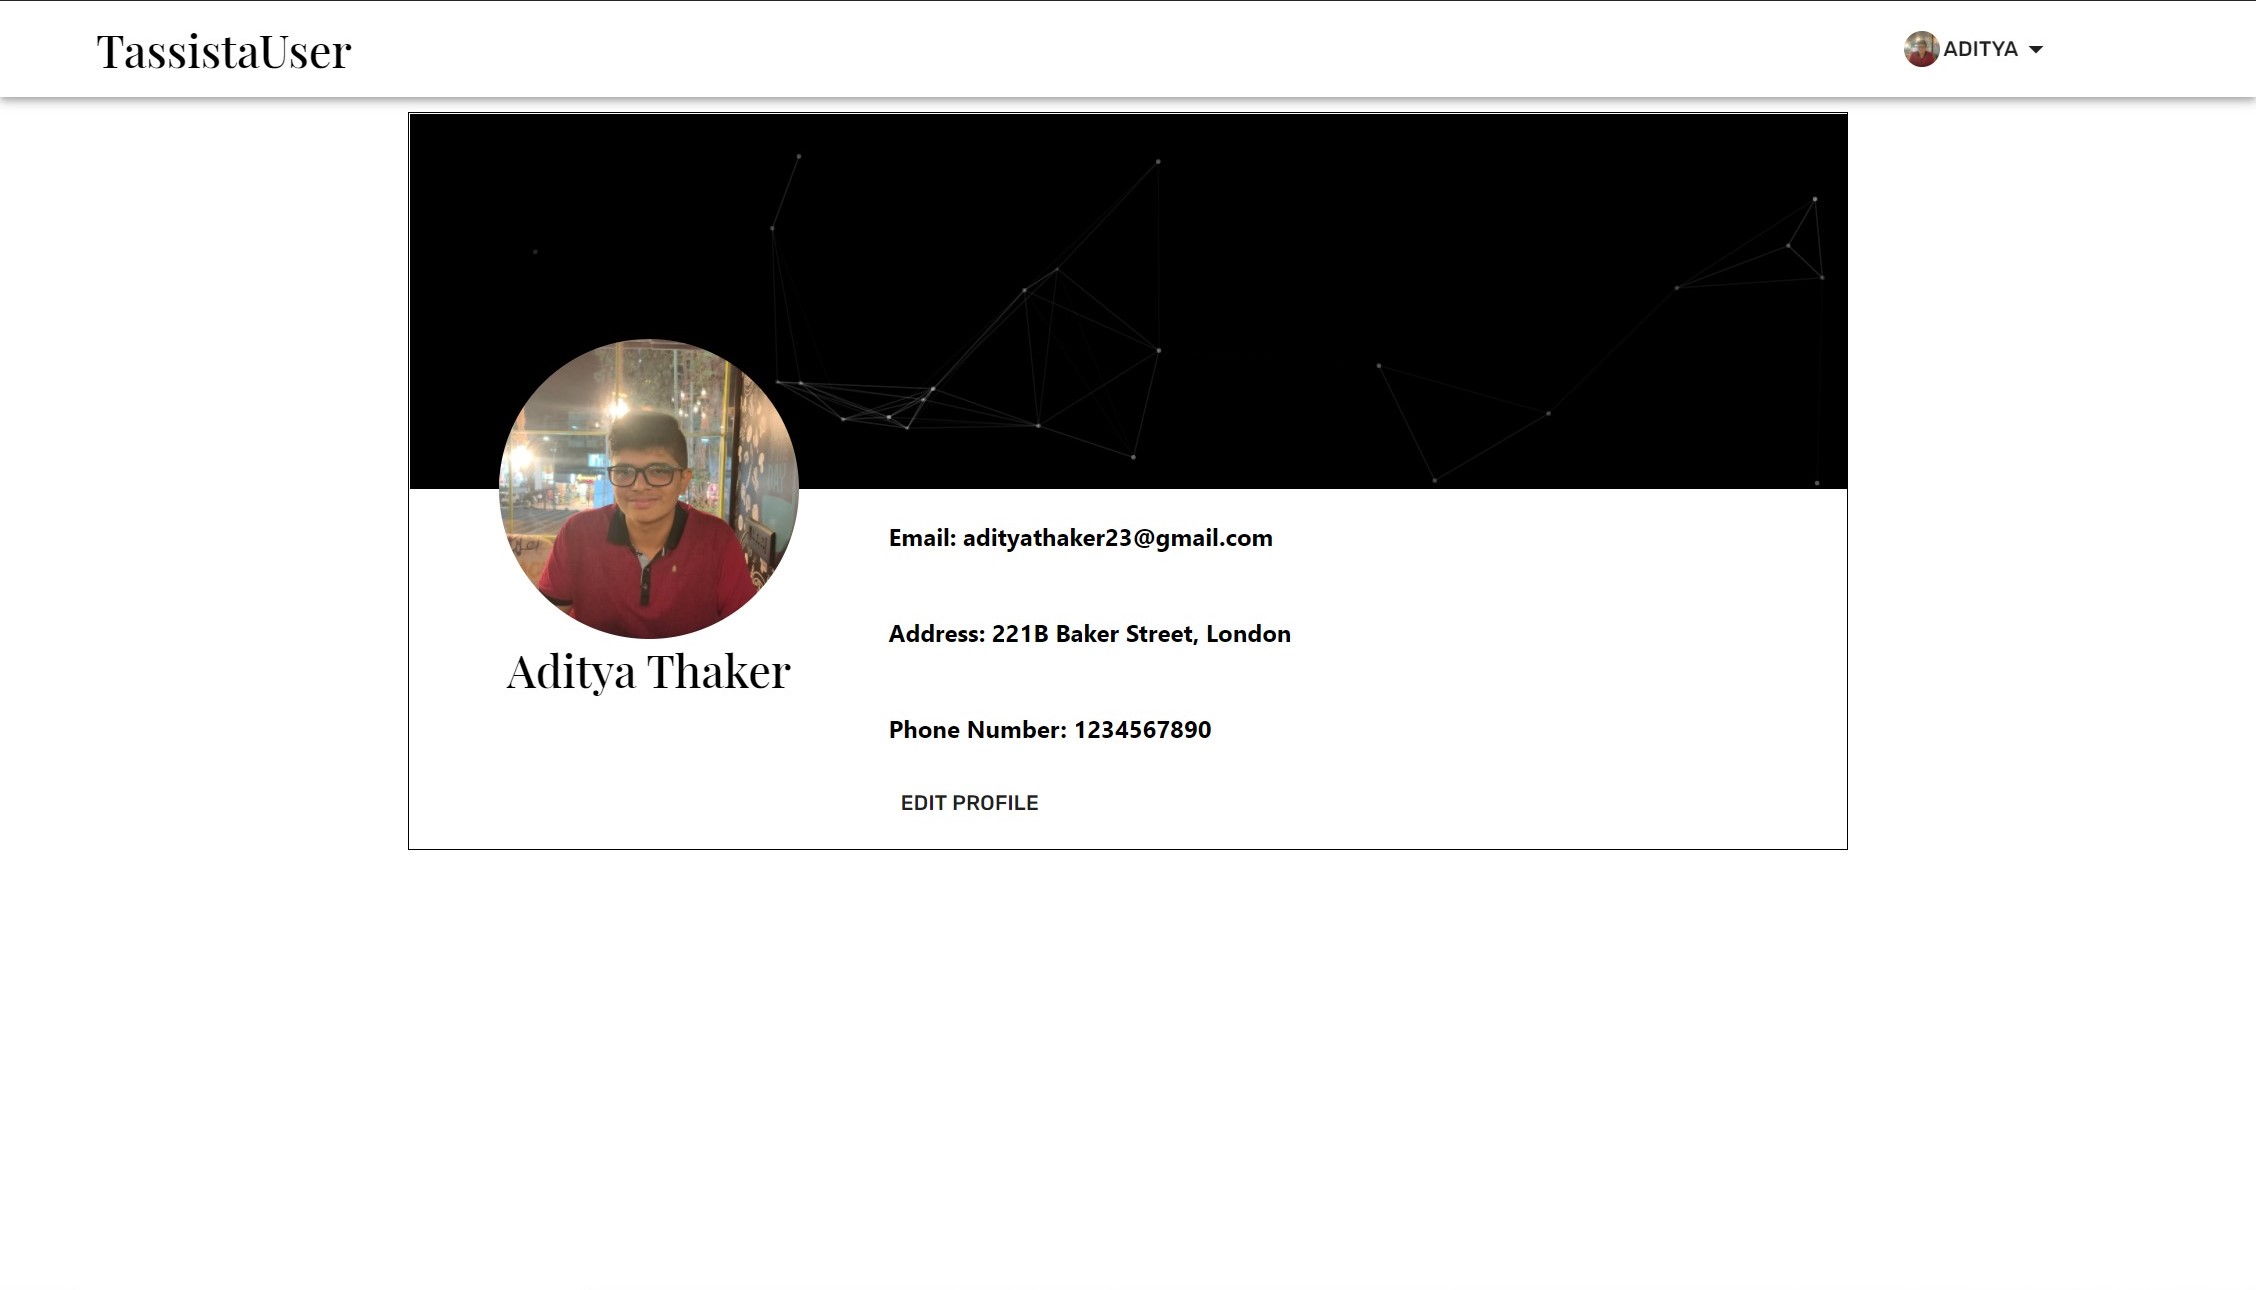 TassistaUser
ADITYA
Email: adityathaker23@gmail.com
Address: 221B Baker Street, London
Aditya Thaker
Phone Number: 1234567890
EDIT PROFILE